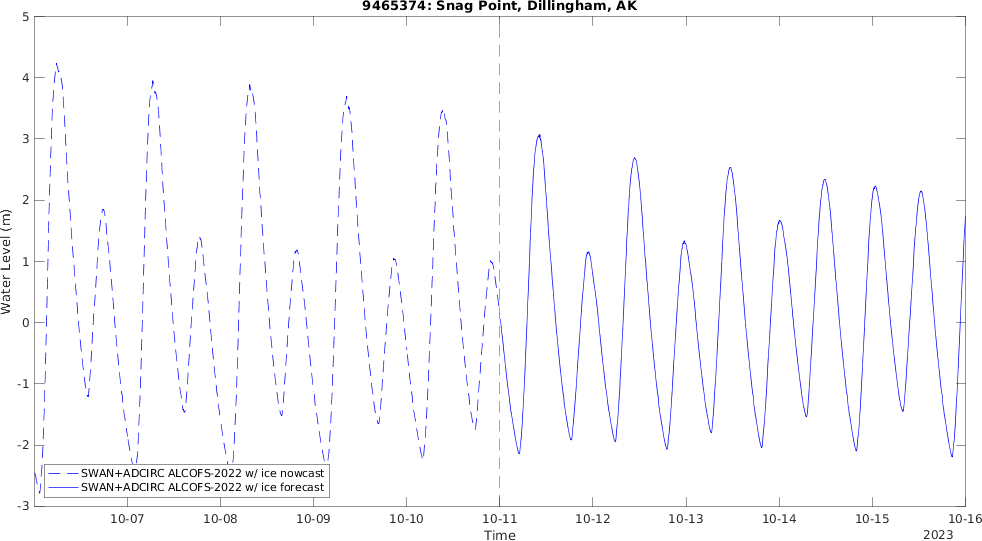 9465374: Snag Point, Dillingham, AK
5
4
3
2
1
0
-1
-2
-3
Water Level (m)
SWAN+ADCIRC ALCOFS-2022 w/ ice nowcast
SWAN+ADCIRC ALCOFS-2022 w/ ice forecast
10-07 10-08 10-09 10-10 10-11 10-12 10-13 10-14 10-15 10-16
Time
2023